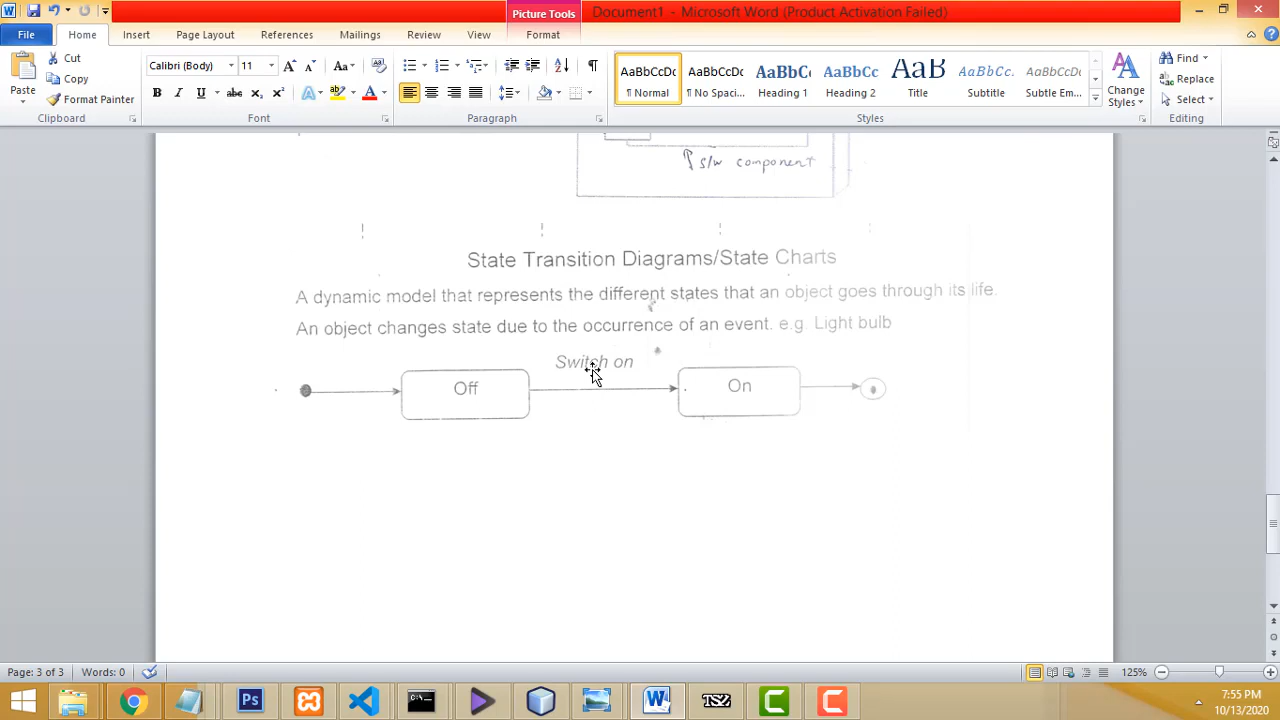 Picture Tools
Document1 - Microsoft Word (Product Activation Failed)
File Home Insert Page Layout References Mailings Review View Format
Cut
Copy
Format Painter
Paste
Clipboard
Calibri (Body) 11
Font
Paragraph
AaBbCcDc AaBbCcDc AaBbC AaBbCc AaB AaBbCc. AaBbCcDc
¶ Normal ¶ No Spaci... Heading 1 Heading 2 Title Subtitle Subtle Em...
Change Styles
Styles
Find
Replace
Select
Editing
s/w component
State Transition Diagrams/State Charts
A dynamic model that represents the different states that an object goes through its life.
An object changes state due to the occurrence of an event. e.g Light bulb
Switch on
Off
On
Page: 3 of 3 Words: 0 125%
Ps TS2 C C
7:55 PM
10/13/2020